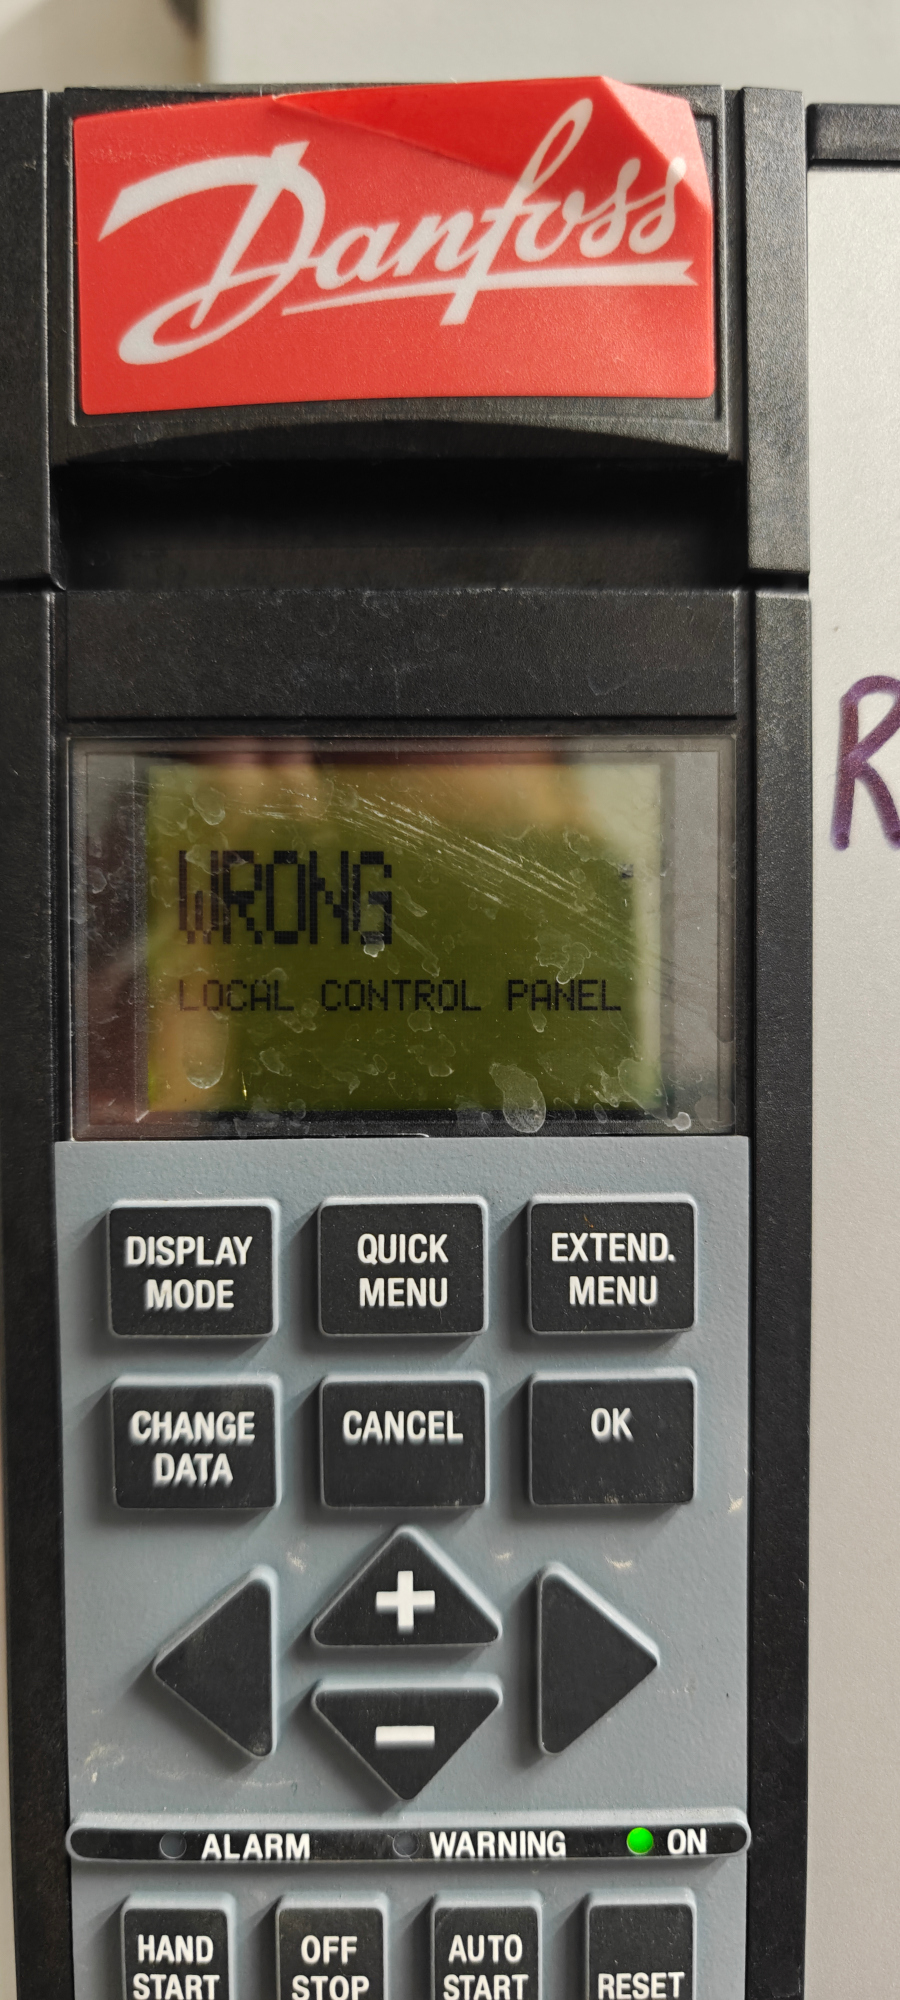 Danfoss
R
WRONG
LOCAL CONTROL PANEL
DISPLAY MODE
QUICK MENU
EXTEND. MENU
CHANGE DATA
CANCEL
OK
+
−
ALARM
WARNING
ON
HAND START
OFF STOP
AUTO START
RESET